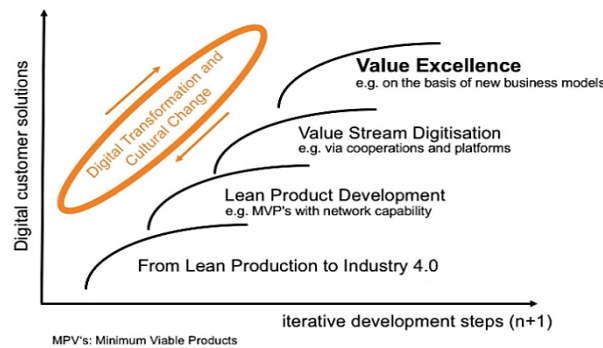 Digital customer solutions
Digital Transformation and
Cultural Change
Value Excellence
e.g. on the basis of new business models
Value Stream Digitisation
e.g. via cooperations and platforms
Lean Product Development
e.g. MVP's with network capability
From Lean Production to Industry 4.0
iterative development steps (n+1)
MPV's: Minimum Viable Products